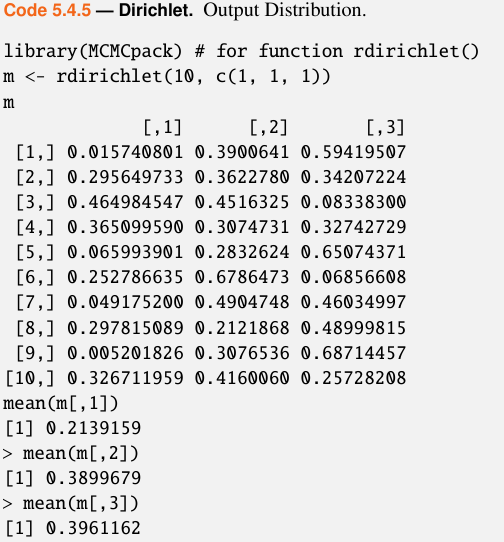 Code 5.4.5 — Dirichlet. Output Distribution.
library(MCMCpack) # for function rdirichlet()
m <- rdirichlet(10, c(1, 1, 1))
m
[,1] [,2] [,3]
[1,] 0.015740801 0.3900641 0.59419507
[2,] 0.295649733 0.3622780 0.34207224
[3,] 0.464984547 0.4516325 0.08338300
[4,] 0.365099590 0.3074731 0.32742729
[5,] 0.065993901 0.2832624 0.65074371
[6,] 0.252786635 0.6786473 0.06856608
[7,] 0.049175200 0.4904748 0.46034997
[8,] 0.297815089 0.2121868 0.48999815
[9,] 0.005201826 0.3076536 0.68714457
[10,] 0.326711959 0.4160060 0.25728208
mean(m[,1])
[1] 0.2139159
> mean(m[,2])
[1] 0.3899679
> mean(m[,3])
[1] 0.3961162